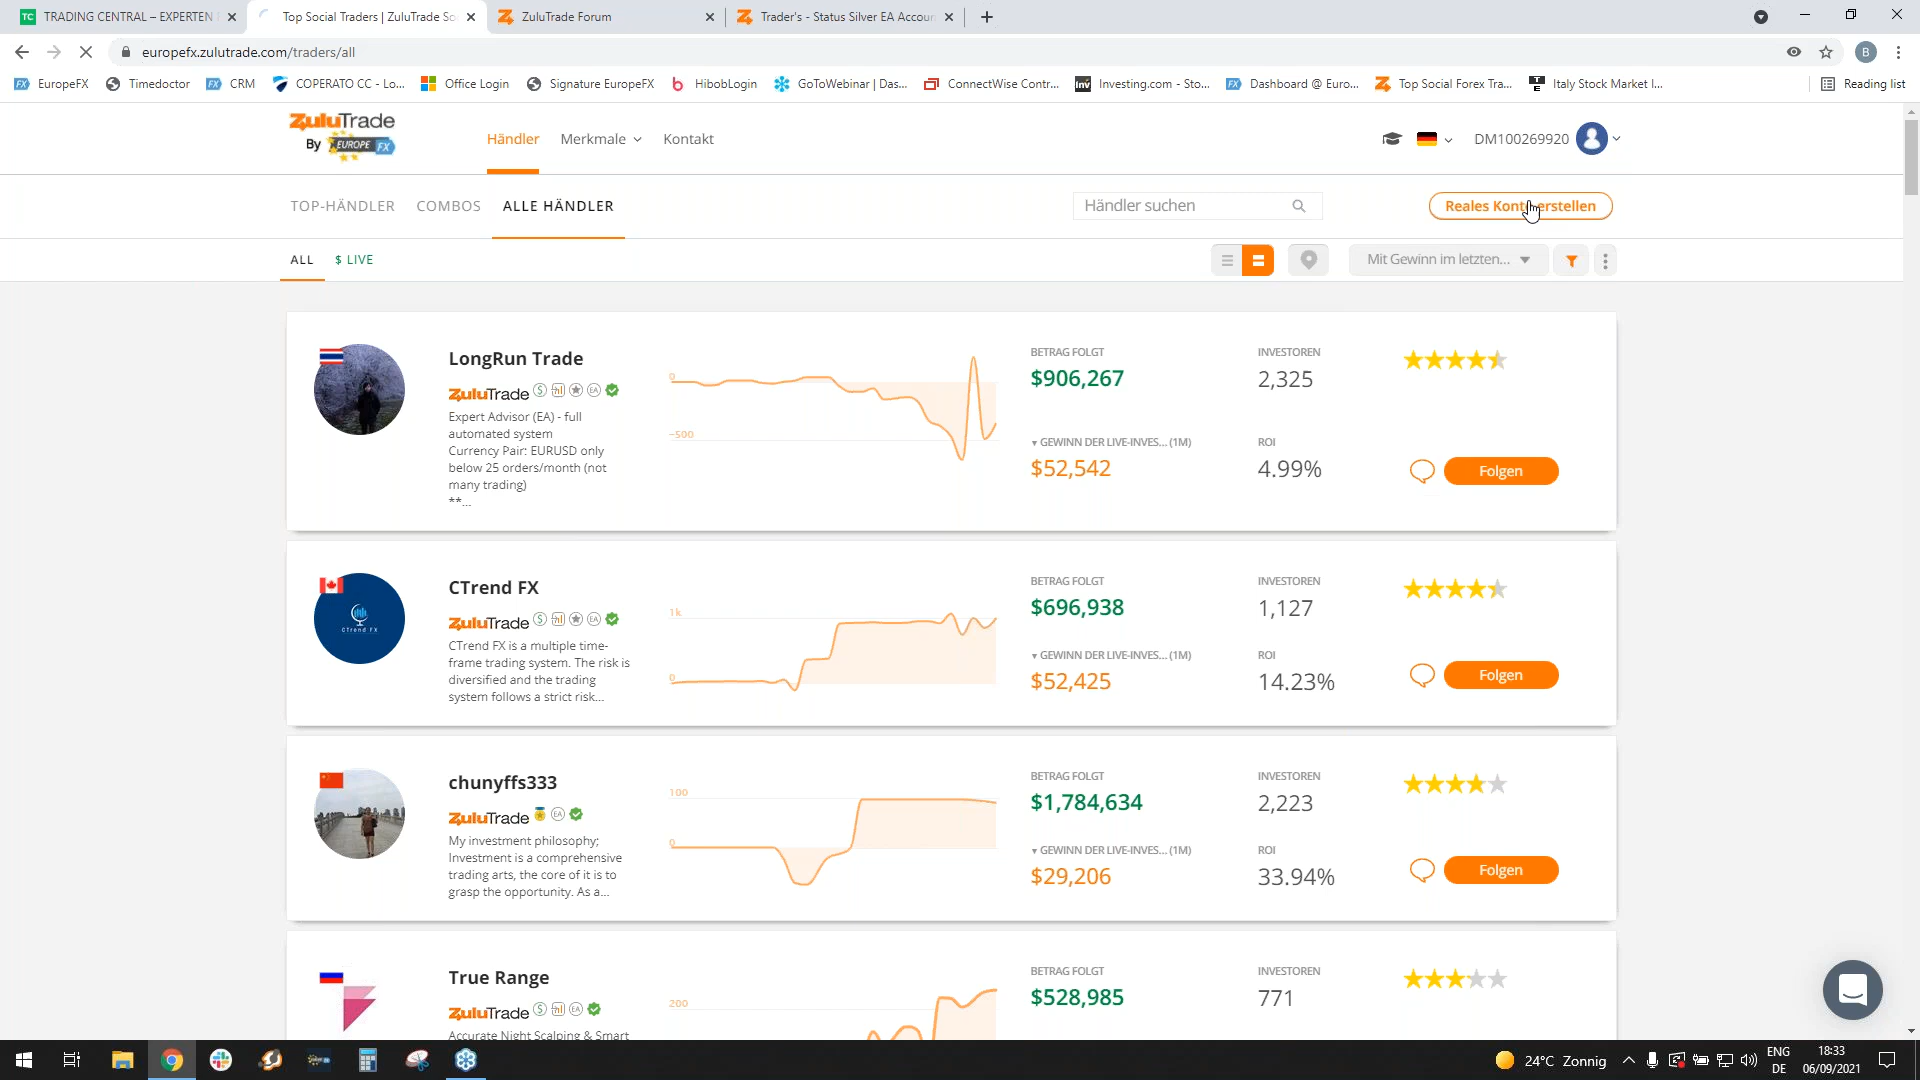 TRADING CENTRAL – EXPERTEN
Top Social Traders | ZuluTrade So
ZuluTrade Forum
Trader's - Status Silver EA Accoun
europefx.zulutrade.com/traders/all
EuropeFX
Timedoctor
CRM
COPERATO CC - Lo...
Office Login
Signature EuropeFX
HibobLogin
GoToWebinar | Das...
ConnectWise Contr...
Investing.com - Sto...
Dashboard @ Euro...
Top Social Forex Tra...
Italy Stock Market I...
Reading list
ZuluTrade
By EUROPE FX
Händler
Merkmale
Kontakt
DM100269920
TOP-HÄNDLER
COMBOS
ALLE HÄNDLER
Händler suchen
Reales Konto erstellen
ALL
$ LIVE
Mit Gewinn im letzten...
LongRun Trade
ZuluTrade
Expert Advisor (EA) - full
automated system
Currency Pair: EURUSD only
below 25 orders/month (not
many trading)
**...
0
-500
BETRAG FOLGT
$906,267
INVESTOREN
2,325
GEWINN DER LIVE-INVES... (1M)
$52,542
ROI
4.99%
Folgen
CTrend FX
CTrend FX
ZuluTrade
CTrend FX is a multiple time-
frame trading system. The risk is
diversified and the trading
system follows a strict risk...
1k
0
BETRAG FOLGT
$696,938
INVESTOREN
1,127
GEWINN DER LIVE-INVES... (1M)
$52,425
ROI
14.23%
Folgen
chunyffs333
ZuluTrade
My investment philosophy;
Investment is a comprehensive
trading arts, the core of it is to
grasp the opportunity. As a...
100
0
BETRAG FOLGT
$1,784,634
INVESTOREN
2,223
GEWINN DER LIVE-INVES... (1M)
$29,206
ROI
33.94%
Folgen
True Range
ZuluTrade
Accurate Night Scalping & Smart
200
BETRAG FOLGT
$528,985
INVESTOREN
771
24°C Zonnig
ENG
DE
18:33
06/09/2021